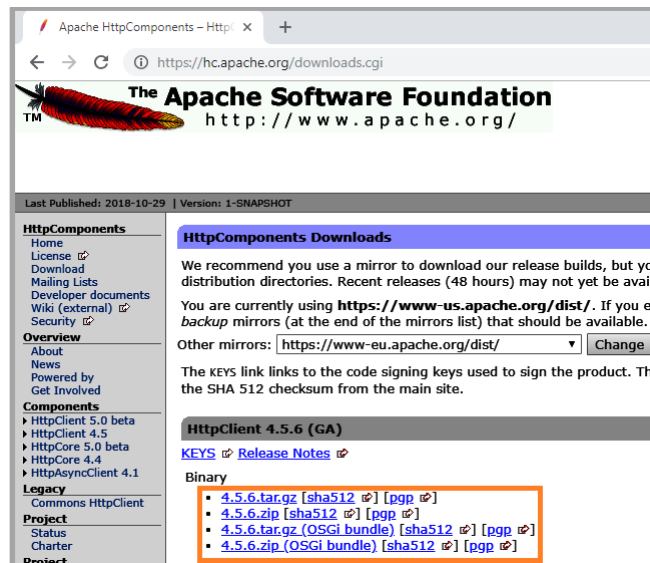 Apache HttpCompo
nents – Http
https://hc.apache.org/downloads.cgi
The Apache Software Foundation
http://www.apache.org/
TM
Last Published: 2018-10-29 | Version: 1-SNAPSHOT
HttpComponents
Home
License
Download
Mailing Lists
Developer documents
Wiki (external)
Security
Overview
About
News
Powered by
Get Involved
Components
HttpClient 5.0 beta
HttpClient 4.5
HttpCore 5.0 beta
HttpCore 4.4
HttpAsyncClient 4.1
Legacy
Commons HttpClient
Project
Status
Charter
HttpComponents Downloads
We recommend you use a mirror to download our release builds, but yo
distribution directories. Recent releases (48 hours) may not yet be avai
You are currently using https://www-us.apache.org/dist/. If you e
backup mirrors (at the end of the mirrors list) that should be available.
Other mirrors: https://www-eu.apache.org/dist/ Change
The KEYS link links to the code signing keys used to sign the product. Th
the SHA 512 checksum from the main site.
HttpClient 4.5.6 (GA)
KEYS Release Notes
Binary
4.5.6.tar.gz [sha512] [pgp]
4.5.6.zip [sha512] [pgp]
4.5.6.tar.gz (OSGi bundle) [sha512] [pgp]
4.5.6.zip (OSGi bundle) [sha512] [pgp]